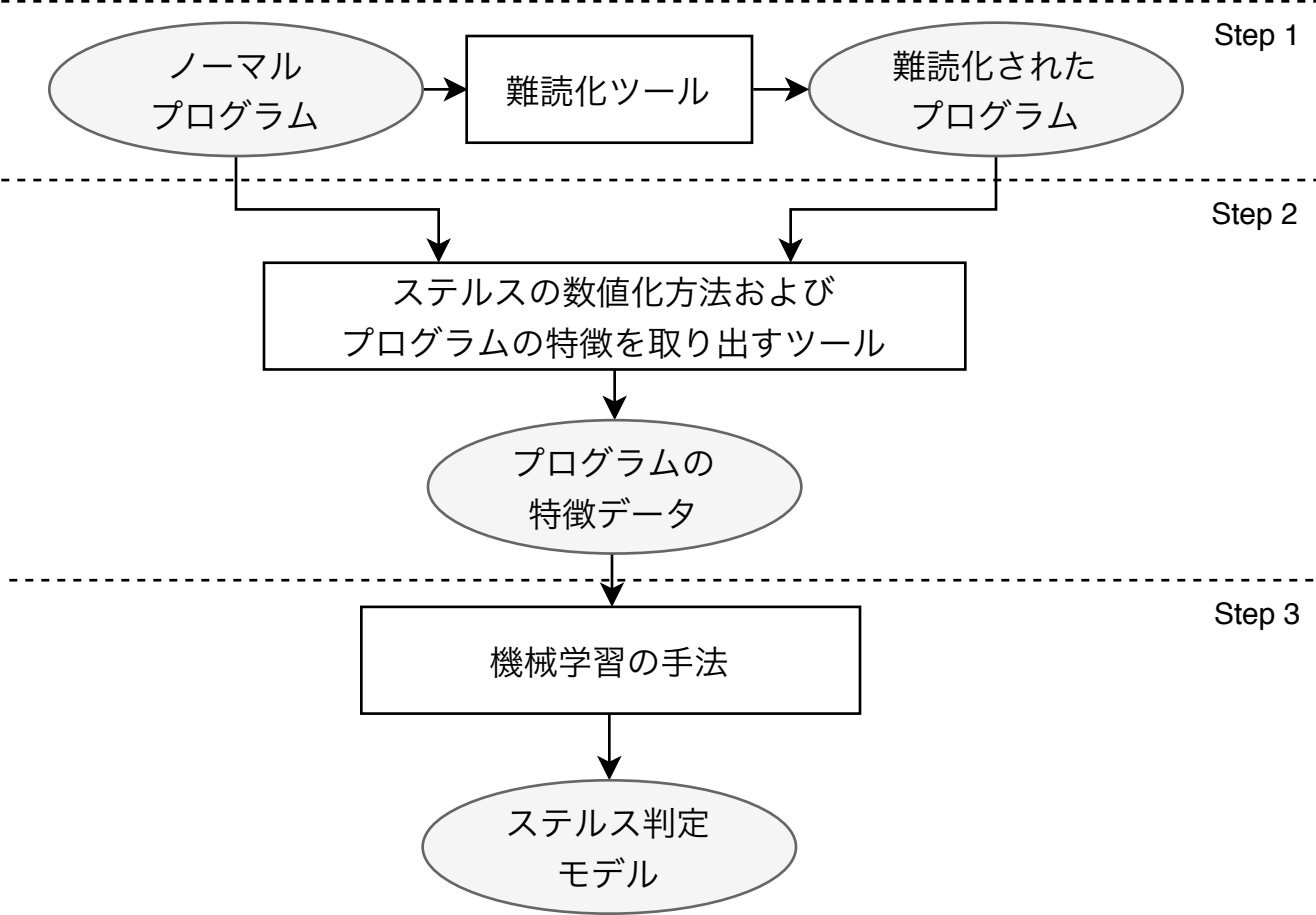 Step 1
ノーマル
プログラム
難読化ツール
難読化された
プログラム
Step 2
ステルスの数値化方法および
プログラムの特徴を取り出すツール
プログラムの
特徴データ
Step 3
機械学習の手法
ステルス判定
モデル